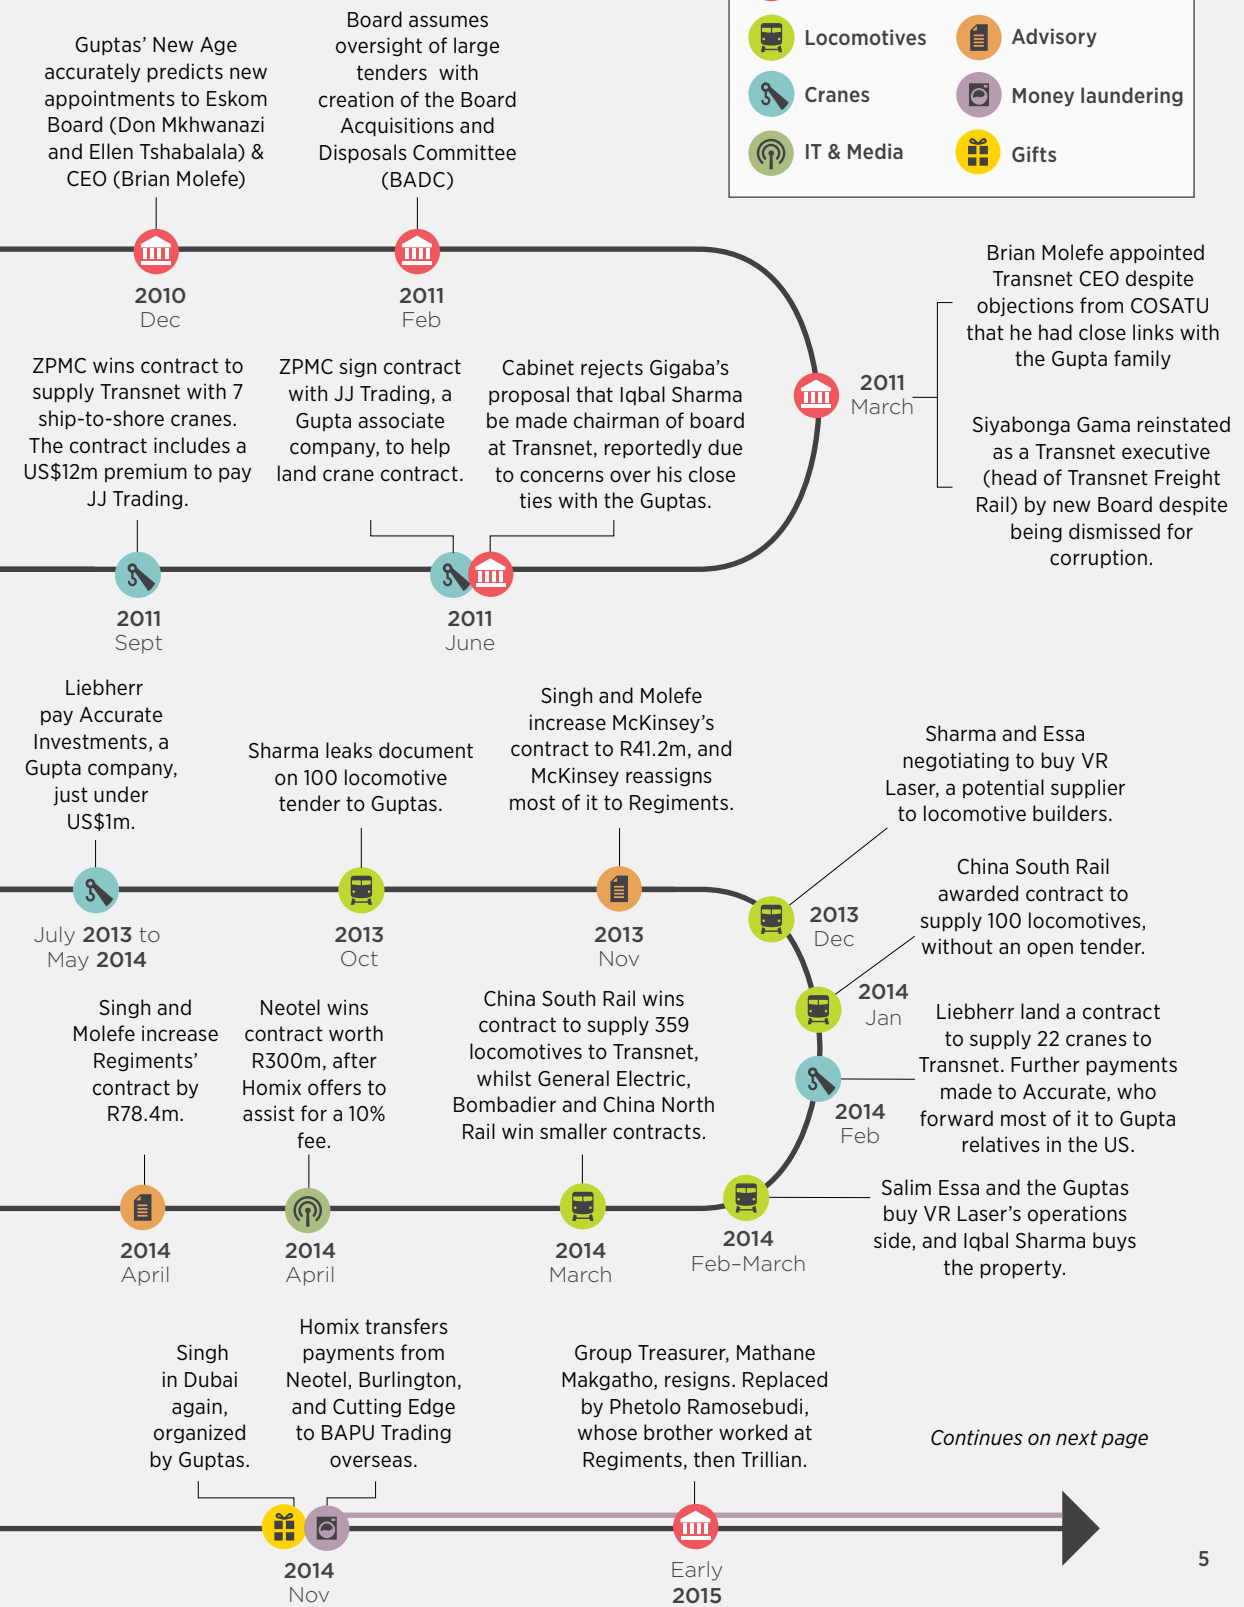 Locomotives
Advisory
Cranes
Money laundering
IT & Media
Gifts
Guptas’ New Age
accurately predicts new
appointments to Eskom
Board (Don Mkhwanazi
and Ellen Tshabalala) &
CEO (Brian Molefe)
2010
Dec
Board assumes
oversight of large
tenders with
creation of the Board
Acquisitions and
Disposals Committee
(BADC)
2011
Feb
2011
March
Brian Molefe appointed
Transnet CEO despite
objections from COSATU
that he had close links with
the Gupta family
Siyabonga Gama reinstated
as a Transnet executive
(head of Transnet Freight
Rail) by new Board despite
being dismissed for
corruption.
ZPMC wins contract to
supply Transnet with 7
ship-to-shore cranes.
The contract includes a
US$12m premium to pay
JJ Trading.
2011
Sept
ZPMC sign contract
with JJ Trading, a
Gupta associate
company, to help
land crane contract.
Cabinet rejects Gigaba’s
proposal that Iqbal Sharma
be made chairman of board
at Transnet, reportedly due
to concerns over his close
ties with the Guptas.
2011
June
Liebherr
pay Accurate
Investments, a
Gupta company,
just under
US$1m.
July 2013 to
May 2014
Sharma leaks document
on 100 locomotive
tender to Guptas.
2013
Oct
Singh and Molefe
increase McKinsey’s
contract to R41.2m, and
McKinsey reassigns
most of it to Regiments.
2013
Nov
Sharma and Essa
negotiating to buy VR
Laser, a potential supplier
to locomotive builders.
2013
Dec
China South Rail
awarded contract to
supply 100 locomotives,
without an open tender.
2014
Jan
Liebherr land a contract
to supply 22 cranes to
Transnet. Further payments
made to Accurate, who
forward most of it to Gupta
relatives in the US.
2014
Feb
Salim Essa and the Guptas
buy VR Laser’s operations
side, and Iqbal Sharma buys
the property.
2014
Feb–March
Singh and
Molefe increase
Regiments’
contract by
R78.4m.
2014
April
Neotel wins
contract worth
R300m, after
Homix offers to
assist for a 10%
fee.
2014
April
China South Rail wins
contract to supply 359
locomotives to Transnet,
whilst General Electric,
Bombadier and China North
Rail win smaller contracts.
2014
March
Singh
in Dubai
again,
organized
by Guptas.
Homix transfers
payments from
Neotel, Burlington,
and Cutting Edge
to BAPU Trading
overseas.
2014
Nov
Group Treasurer, Mathane
Makgatho, resigns. Replaced
by Phetolo Ramosebudi,
whose brother worked at
Regiments, then Trillian.
Early
2015
Continues on next page
5